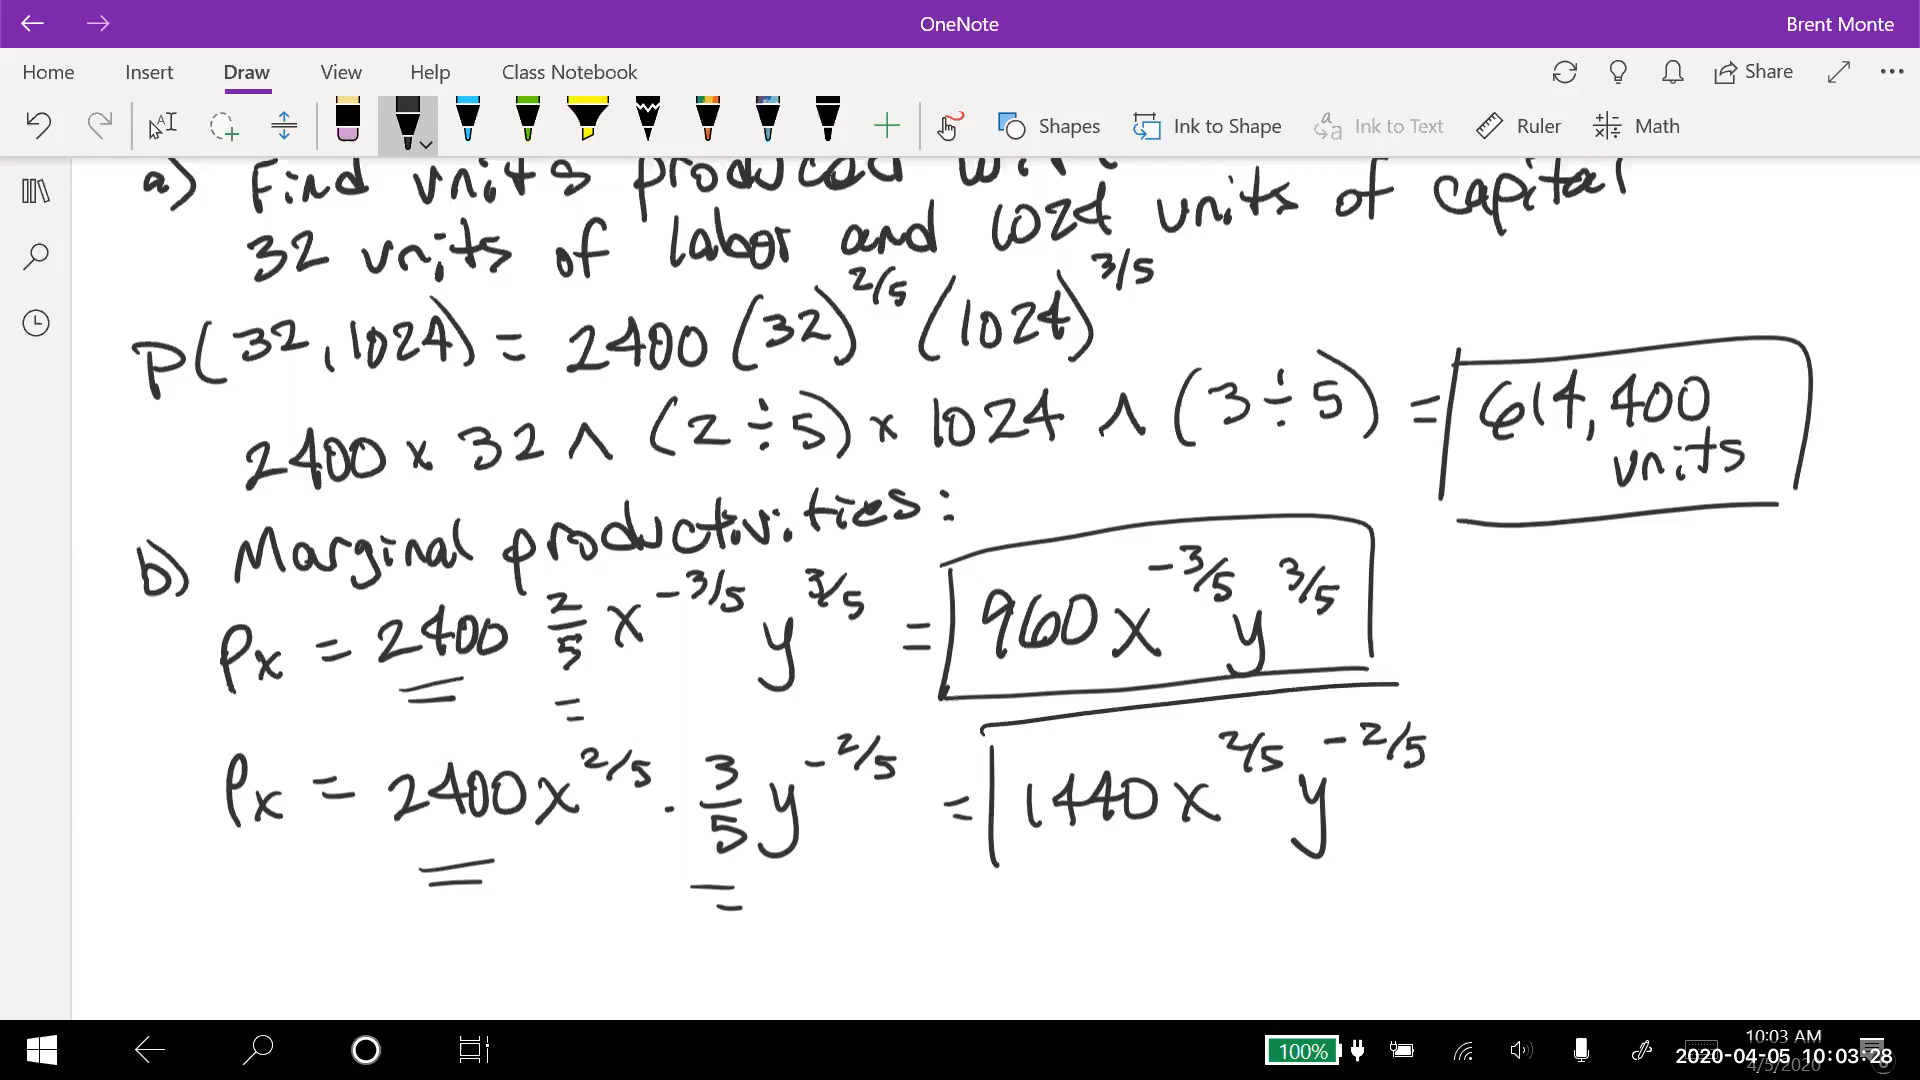 OneNote
Brent Monte
Home Insert Draw View Help Class Notebook Share
Shapes Ink to Shape Ink to Text Ruler Math
a) Find units produced with
32 units of labor and 1024 units of capital
P(32,1024) = 2400 (32)^2/5 (1024)^3/5
2400 x 32 ^ (2 ÷ 5) x 1024 ^ (3 ÷ 5) = 614,400 units
b) Marginal productivities:
Px = 2400 2/5 x^-3/5 y^3/5 = 960 x^-3/5 y^3/5
Px = 2400 x^2/5 · 3/5 y^-2/5 = 1440 x^2/5 y^-2/5
100%
10:03 AM
2020-04-05 10:03:28
4/5/2020